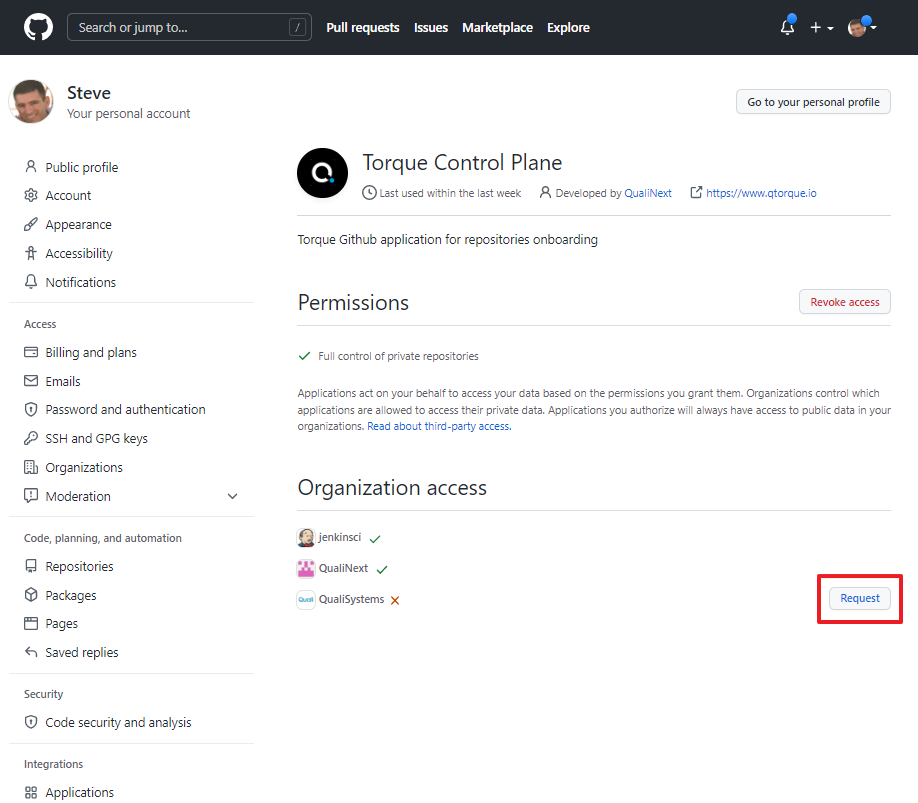 Search or jump to... /
Pull requests Issues Marketplace Explore
Steve
Your personal account
Go to your personal profile
Public profile
Account
Appearance
Accessibility
Notifications
Access
Billing and plans
Emails
Password and authentication
SSH and GPG keys
Organizations
Moderation
Code, planning, and automation
Repositories
Packages
Pages
Saved replies
Security
Code security and analysis
Integrations
Applications
Torque Control Plane
Last used within the last week Developed by QualiNext https://www.qtorque.io
Torque Github application for repositories onboarding
Permissions
Revoke access
Full control of private repositories
Applications act on your behalf to access your data based on the permissions you grant them. Organizations control which
applications are allowed to access their private data. Applications you authorize will always have access to public data in your
organizations. Read about third-party access.
Organization access
jenkinsci
QualiNext
Quali QualiSystems
Request